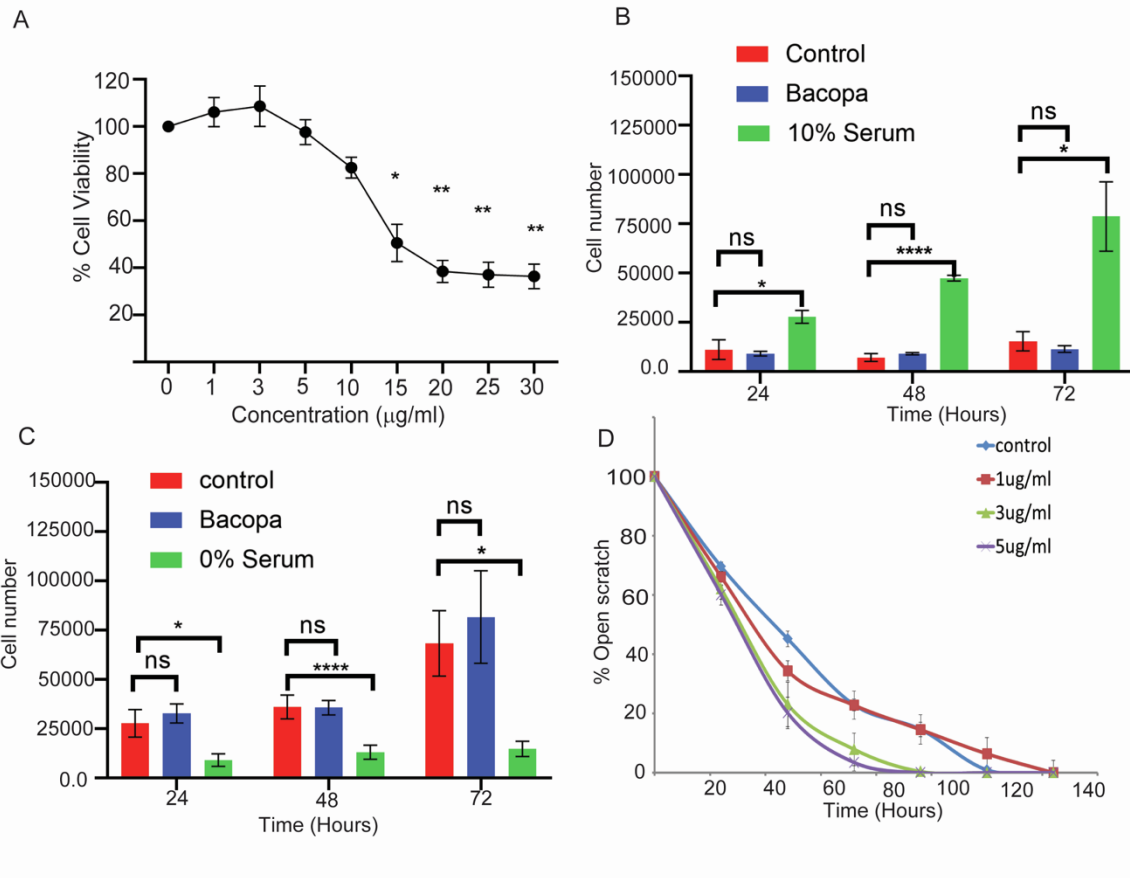 A
120
100
80
60
40
20
% Cell Viability
*
**
**
**
0 1 3 5 10 15 20 25 30
Concentration (µg/ml)
B
Control
Bacopa
10% Serum
150000
125000
100000
75000
50000
25000
0.0
Cell number
ns
*
ns
****
ns
*
24 48 72
Time (Hours)
C
control
Bacopa
0% Serum
150000
125000
100000
75000
50000
25000
0.0
Cell number
*
ns
ns
****
ns
*
24 48 72
Time (Hours)
D
control
1ug/ml
3ug/ml
5ug/ml
100
80
60
40
20
0
% Open scratch
20 40 60 80 100 120 140
Time (Hours)